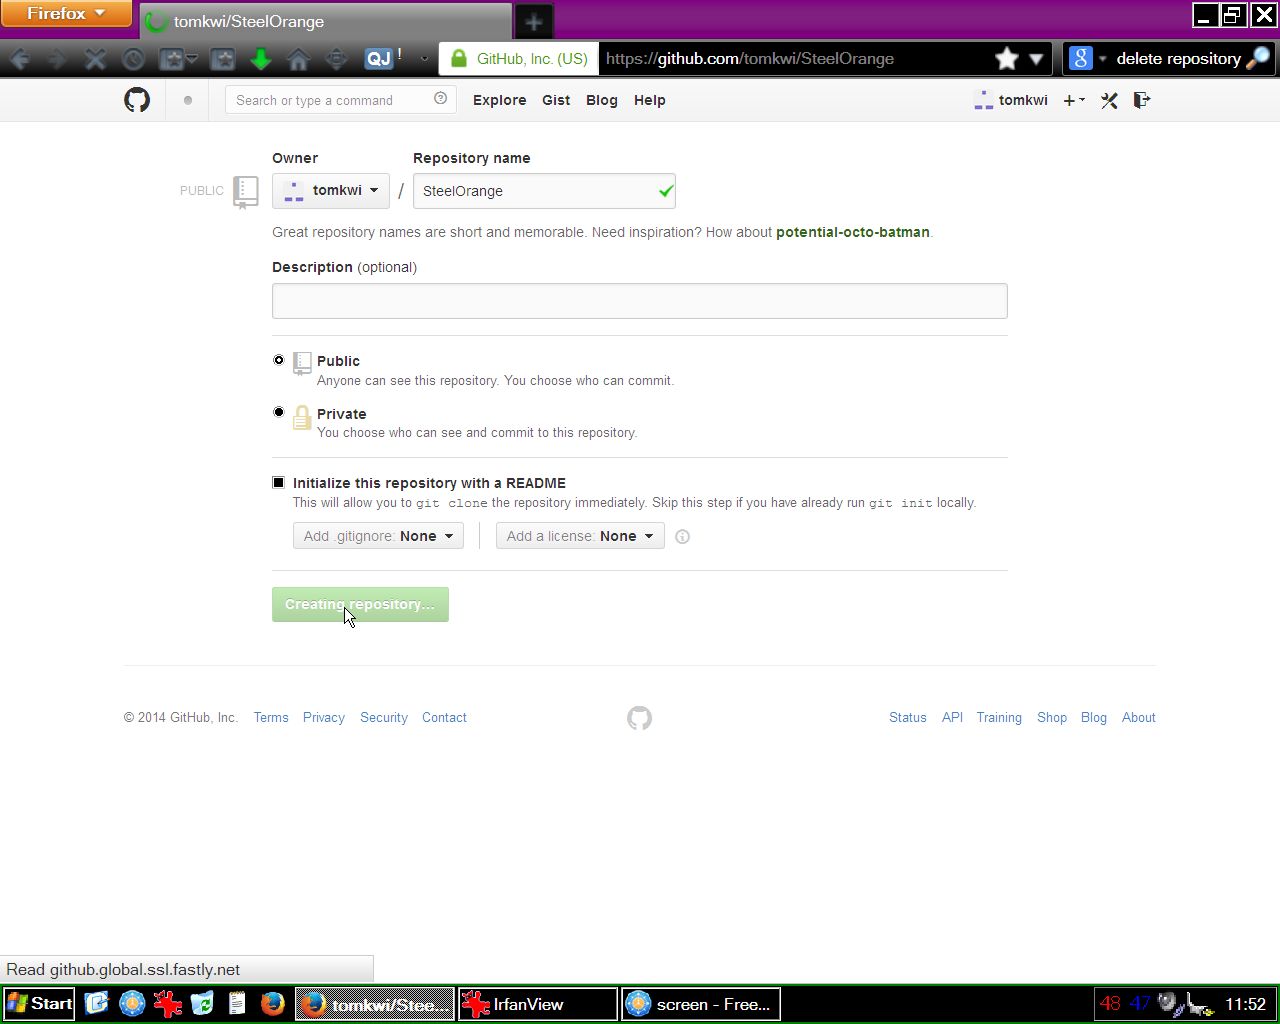 Firefox
tomkwi/SteelOrange
QJ !
GitHub, Inc. (US)
https://github.com/tomkwi/SteelOrange
8
delete repository
Search or type a command
Explore Gist Blog Help
tomkwi
Owner
Repository name
PUBLIC
tomkwi / SteelOrange
Great repository names are short and memorable. Need inspiration? How about potential-octo-batman.
Description (optional)
Public
Anyone can see this repository. You choose who can commit.
Private
You choose who can see and commit to this repository.
Initialize this repository with a README
This will allow you to git clone the repository immediately. Skip this step if you have already run git init locally.
Add .gitignore: None
Add a license: None
Creating repository...
© 2014 GitHub, Inc. Terms Privacy Security Contact
Status API Training Shop Blog About
Read github.global.ssl.fastly.net
Start
tomkwi/Stee...
IrfanView
screen - Free...
48 47
11:52